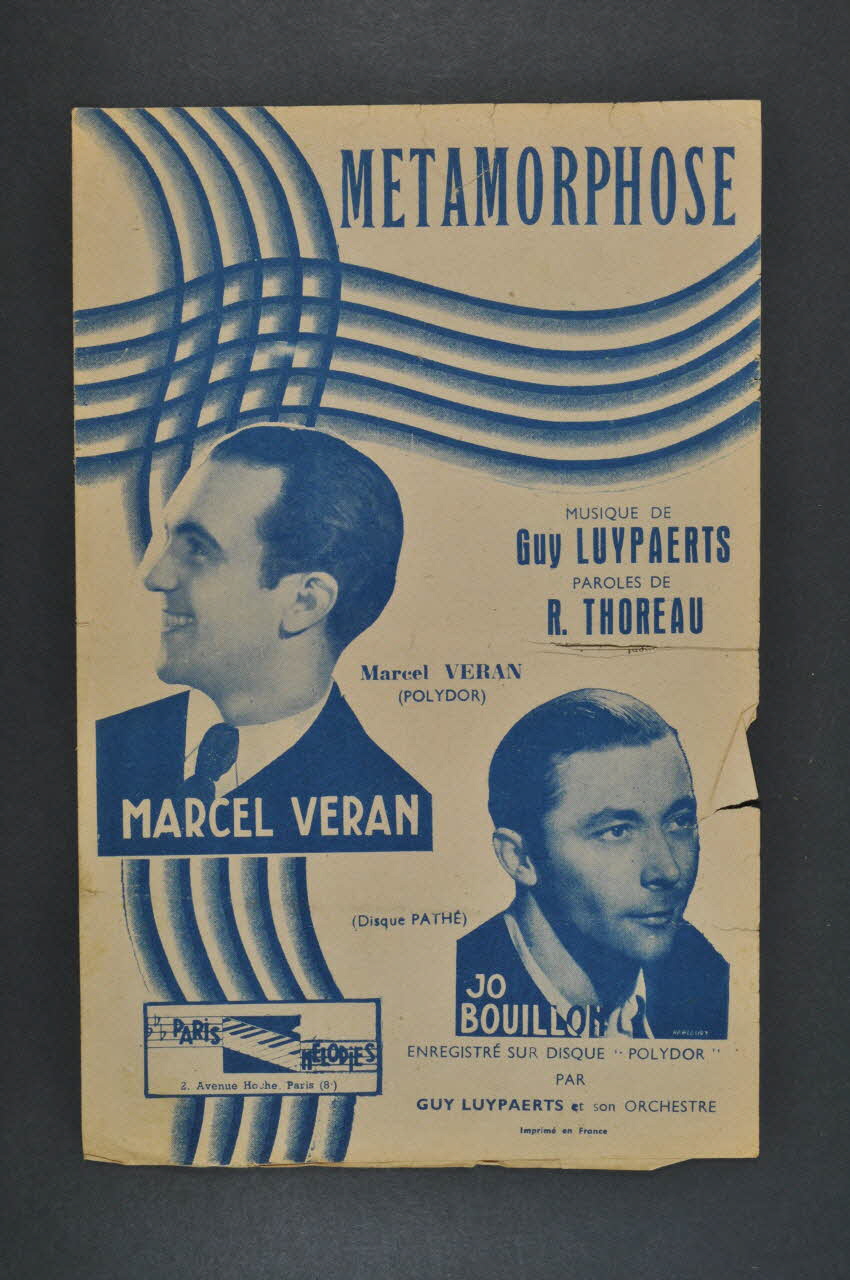 METAMORPHOSE
MUSIQUE DE
Guy LUYPAERTS
PAROLES DE
R. THOREAU
Marcel VERAN
(POLYDOR)
MARCEL VERAN
(Disque PATHÉ)
JO
BOUILLON
HARCOURT
PARIS
MELODIES
2. Avenue Hoche. Paris (8e)
ENREGISTRÉ SUR DISQUE " POLYDOR "
PAR
GUY LUYPAERTS et son ORCHESTRE
Imprimé en France